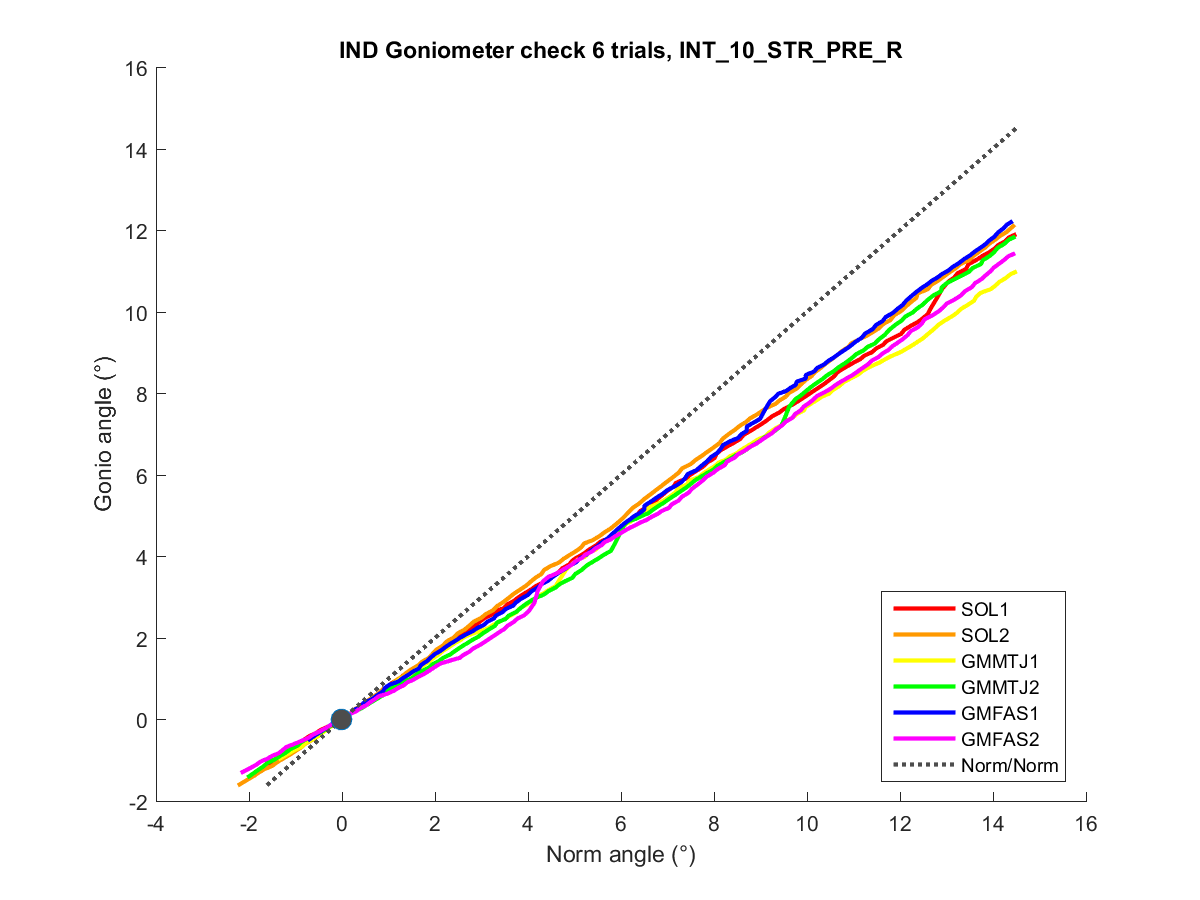 IND Goniometer check 6 trials, INT_10_STR_PRE_R
16
14
12
10
8
6
4
2
0
-2
Gonio angle (°)
-4 -2 0 2 4 6 8 10 12 14 16
Norm angle (°)
SOL1
SOL2
GMMTJ1
GMMTJ2
GMFAS1
GMFAS2
Norm/Norm